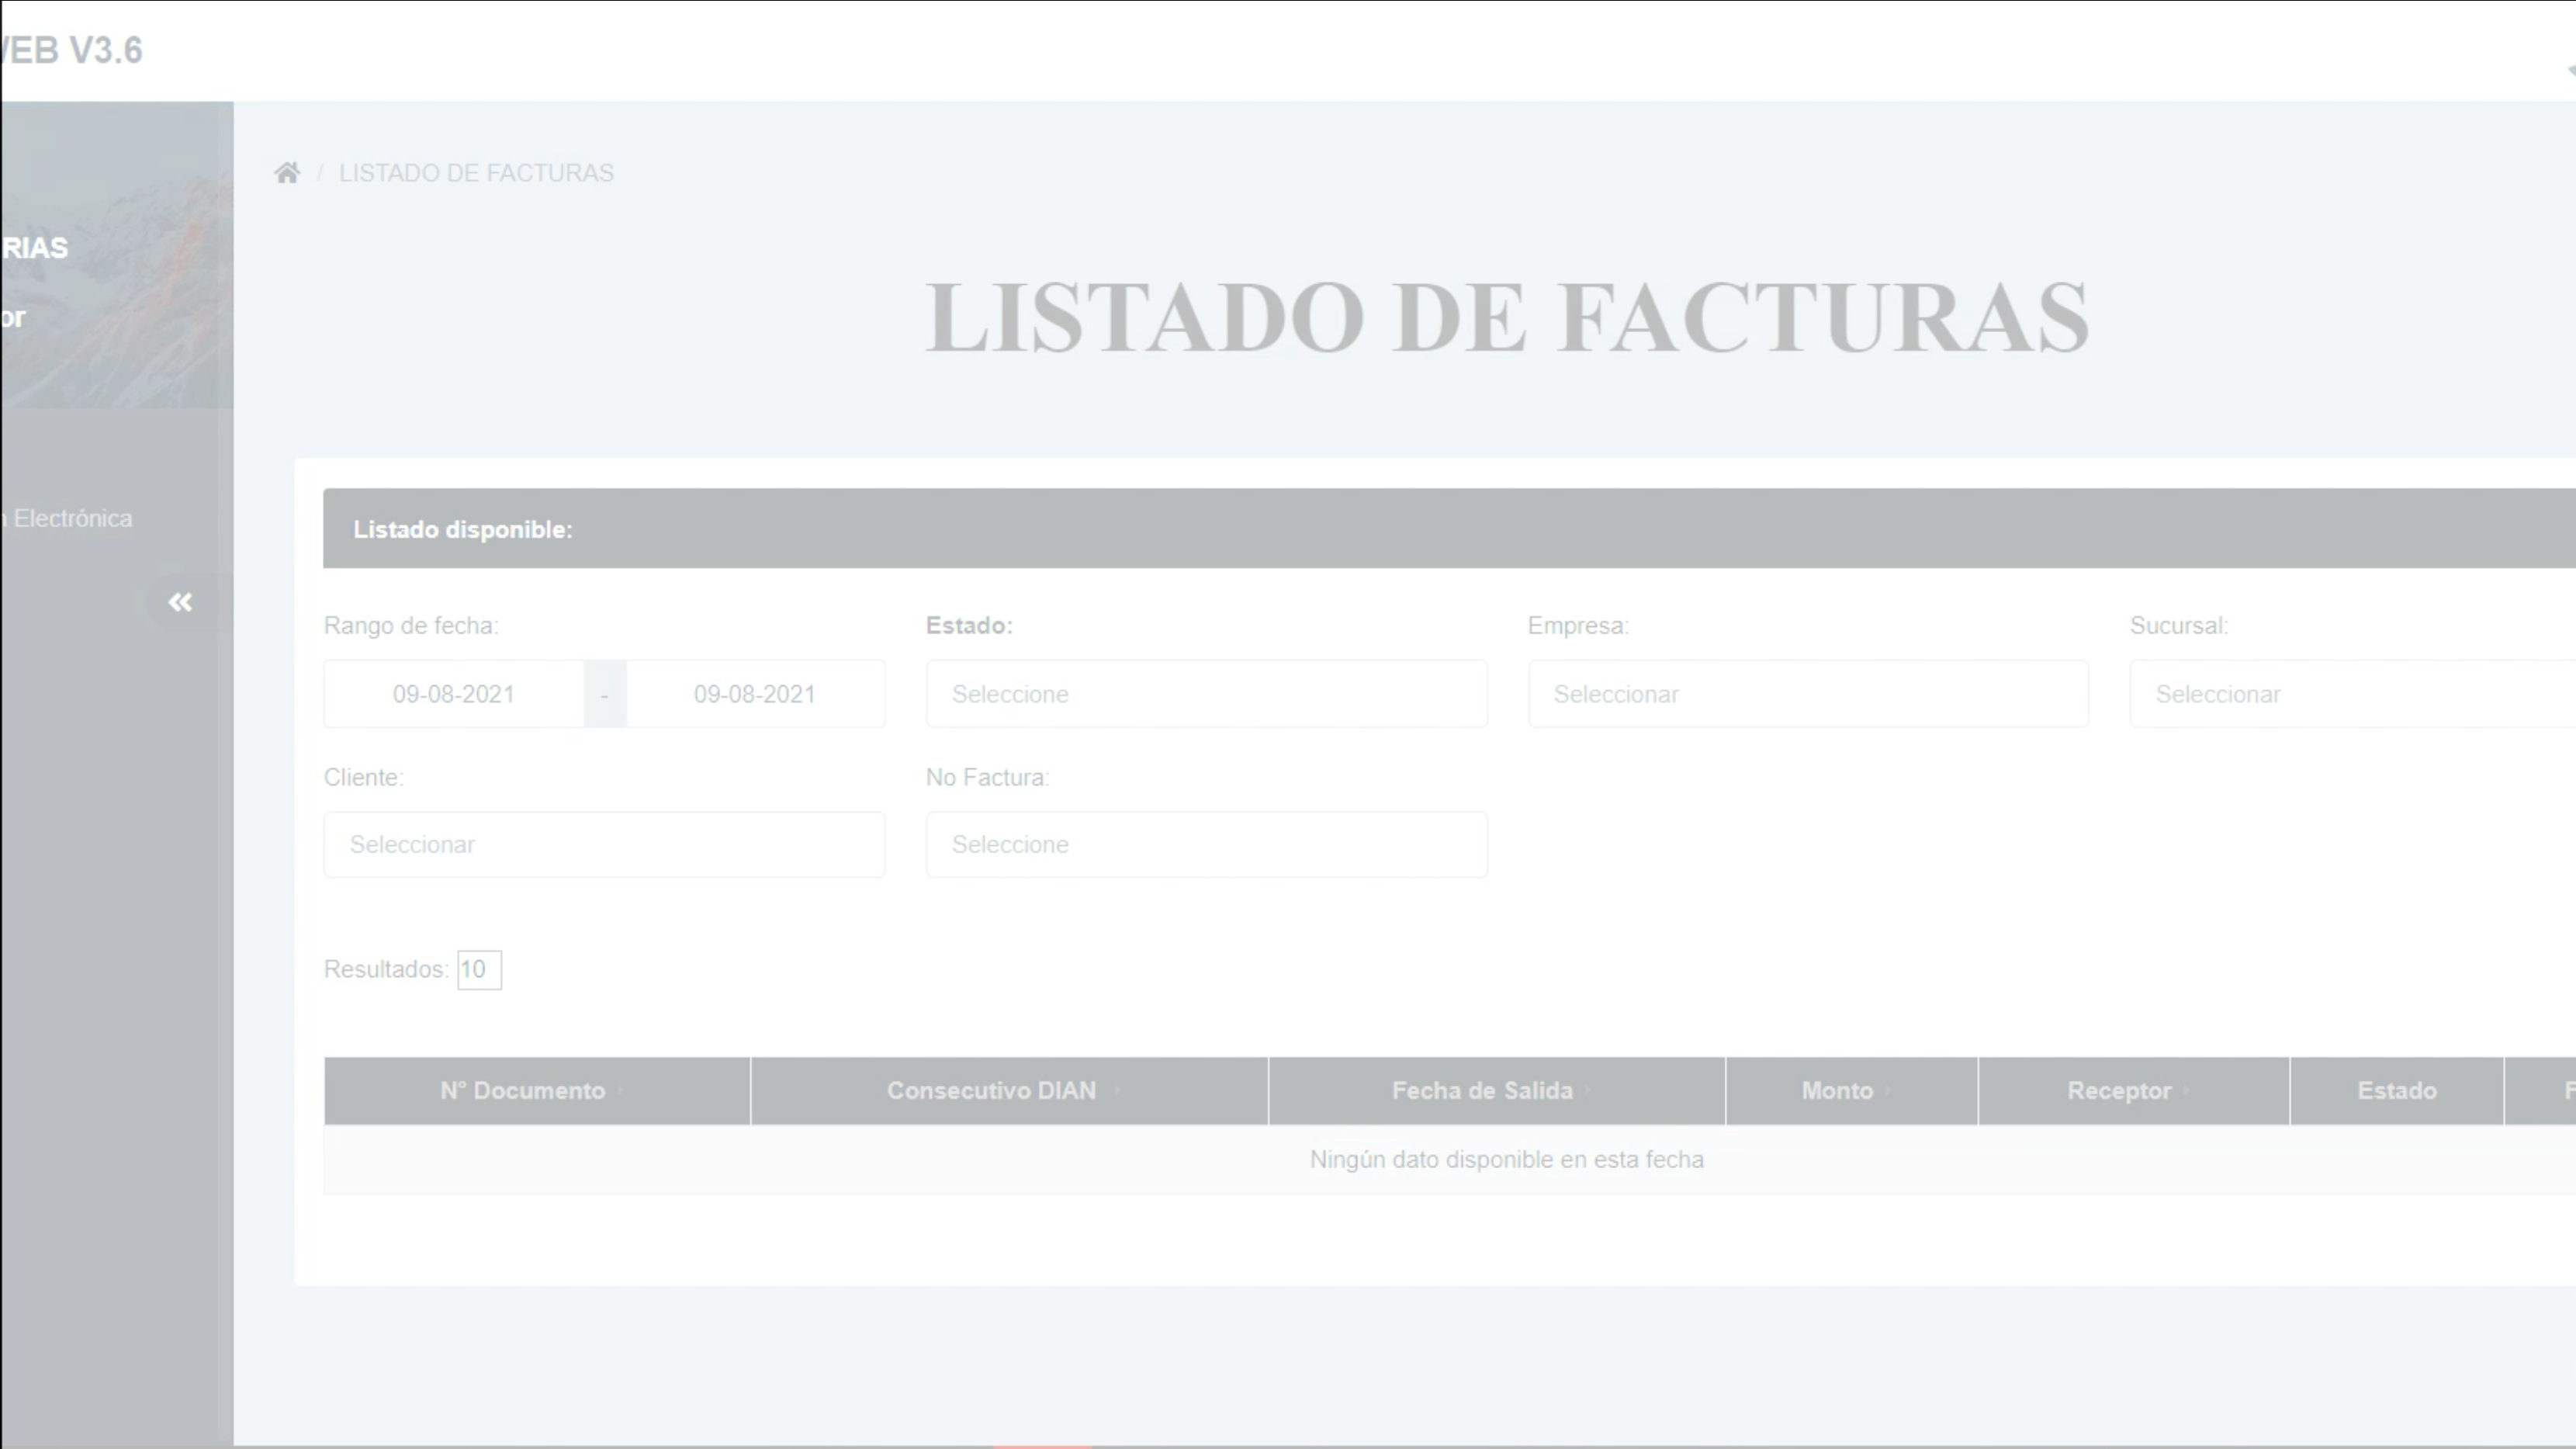 WEB V3.6
LISTADO DE FACTURAS
RIAS
or
LISTADO DE FACTURAS
Electrónica
Listado disponible:
Rango de fecha: Estado: Empresa: Sucursal:
09-08-2021 - 09-08-2021 Seleccione Seleccionar Seleccionar
Cliente: No Factura:
Seleccionar Seleccione
Resultados: 10
N° Documento Consecutivo DIAN Fecha de Salida Monto Receptor Estado
Ningún dato disponible en esta fecha